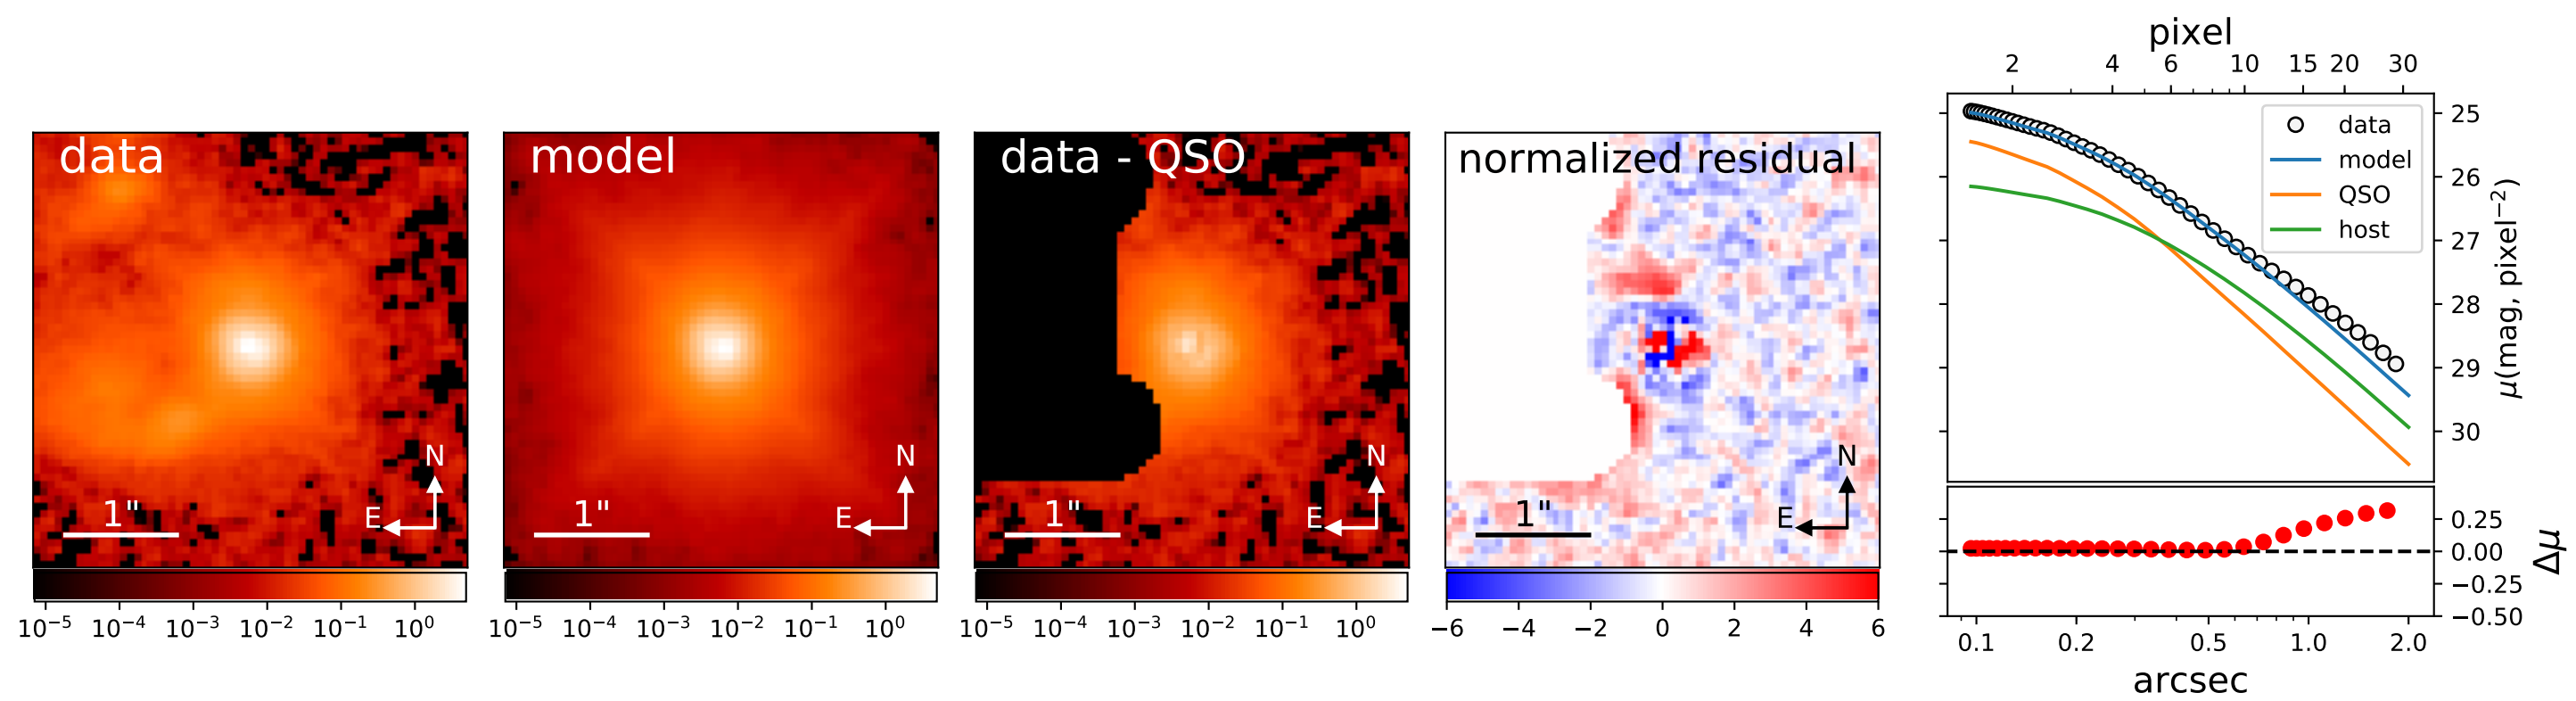 data
N
E
1"
10⁻⁵ 10⁻⁴ 10⁻³ 10⁻² 10⁻¹ 10⁰
model
N
E
1"
10⁻⁵ 10⁻⁴ 10⁻³ 10⁻² 10⁻¹ 10⁰
data - QSO
N
E
1"
10⁻⁵ 10⁻⁴ 10⁻³ 10⁻² 10⁻¹ 10⁰
normalized residual
N
E
1"
−6 −4 −2 0 2 4 6
pixel
2 4 6 10 15 20 30
data
model
QSO
host
25
26
27
28
29
30
μ(mag, pixel⁻²)
0.25
0.00
−0.25
−0.50
Δμ
0.1 0.2 0.5 1.0 2.0
arcsec